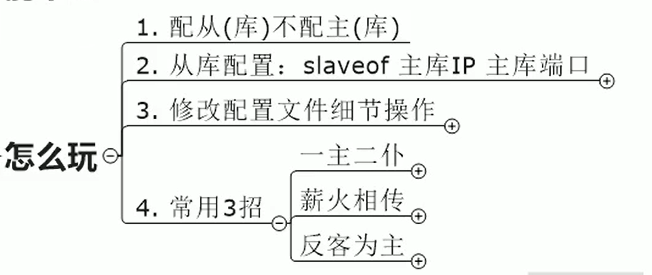 1. 配从(库)不配主(库)
2. 从库配置：slaveof 主库IP 主库端口
3. 修改配置文件细节操作
怎么玩
一主二仆
4. 常用3招
薪火相传
反客为主